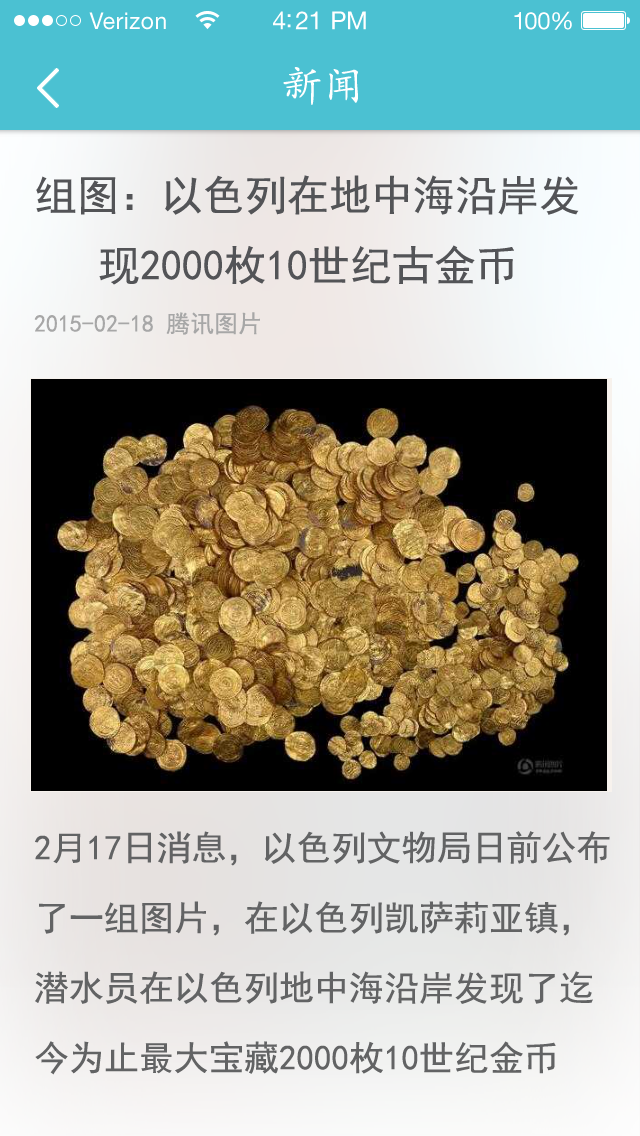 Verizon 4:21 PM 100%
新闻
组图：以色列在地中海沿岸发
现2000枚10世纪古金币
2015-02-18 腾讯图片
2月17日消息，以色列文物局日前公布
了一组图片，在以色列凯萨莉亚镇，
潜水员在以色列地中海沿岸发现了迄
今为止最大宝藏2000枚10世纪金币